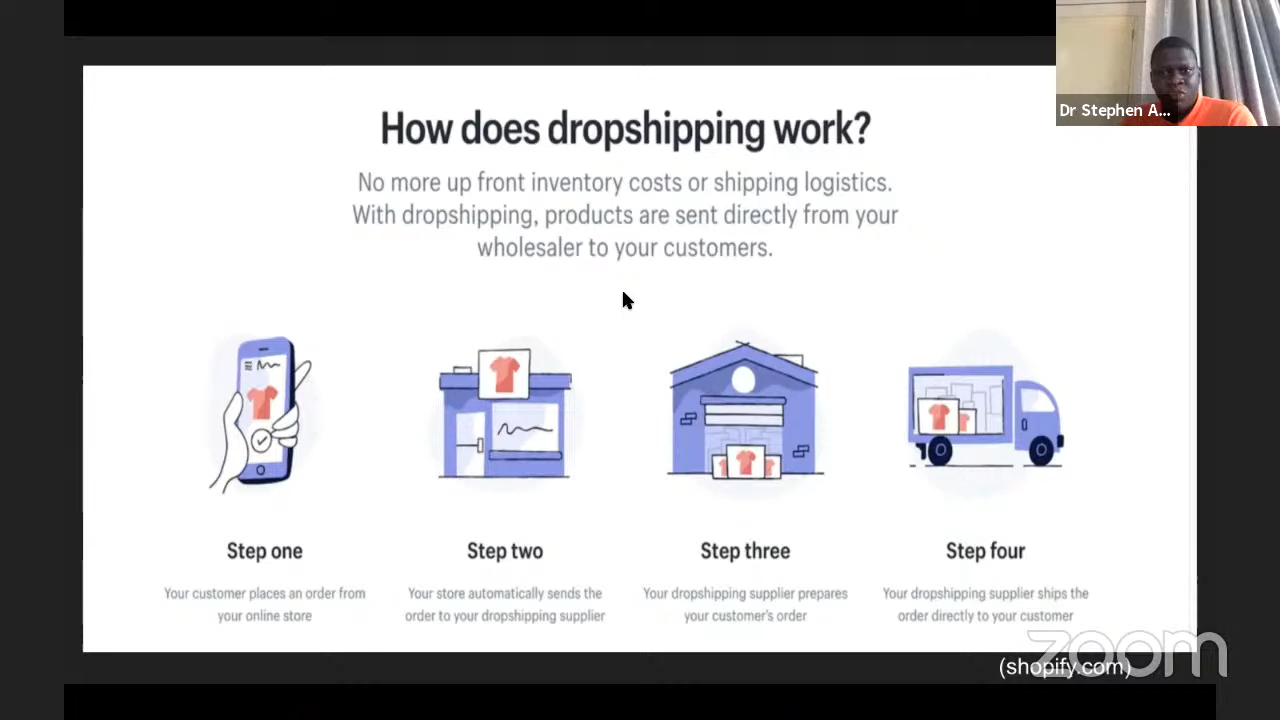 Dr Stephen A...
How does dropshipping work?
No more up front inventory costs or shipping logistics.
With dropshipping, products are sent directly from your
wholesaler to your customers.
Step one
Your customer places an order from
your online store
Step two
Your store automatically sends the
order to your dropshipping supplier
Step three
Your dropshipping supplier prepares
your customer's order
Step four
Your dropshipping supplier ships the
order directly to your customer
zoom
(shopify.com)